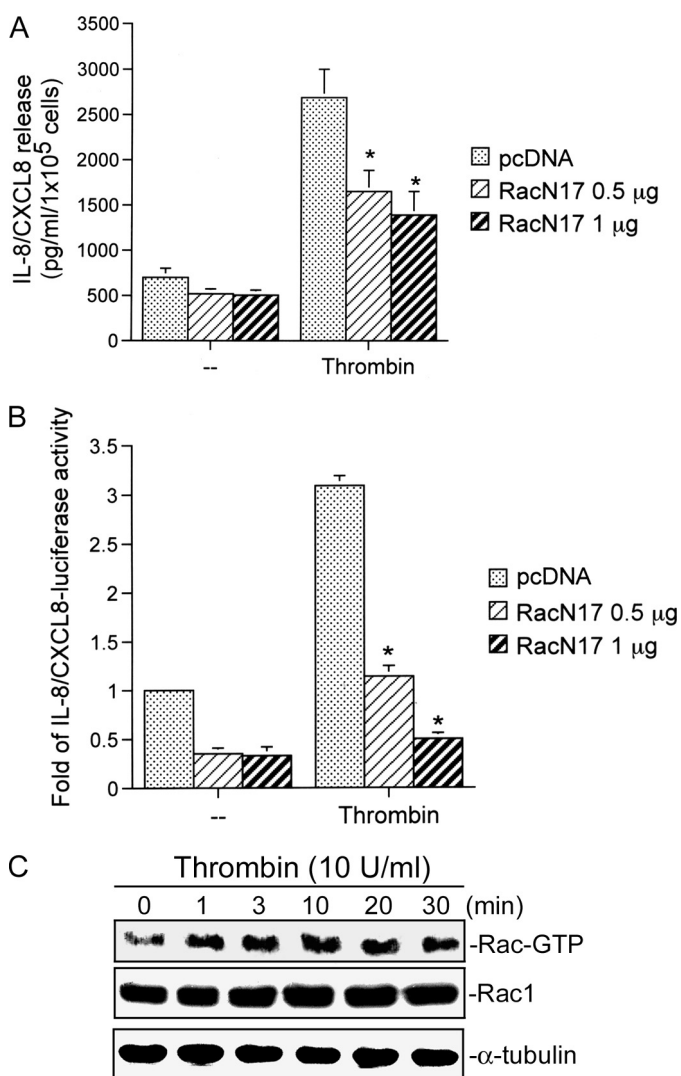 A
IL-8/CXCL8 release
(pg/ml/1x10⁵ cells)
3500
3000
2500
2000
1500
1000
500
0
*
*
pcDNA
RacN17 0.5 μg
RacN17 1 μg
--
Thrombin
B
Fold of IL-8/CXCL8-luciferase activity
3.5
3
2.5
2
1.5
1
0.5
0
*
*
pcDNA
RacN17 0.5 μg
RacN17 1 μg
--
Thrombin
C
Thrombin (10 U/ml)
0 1 3 10 20 30 (min)
-Rac-GTP
-Rac1
-α-tubulin